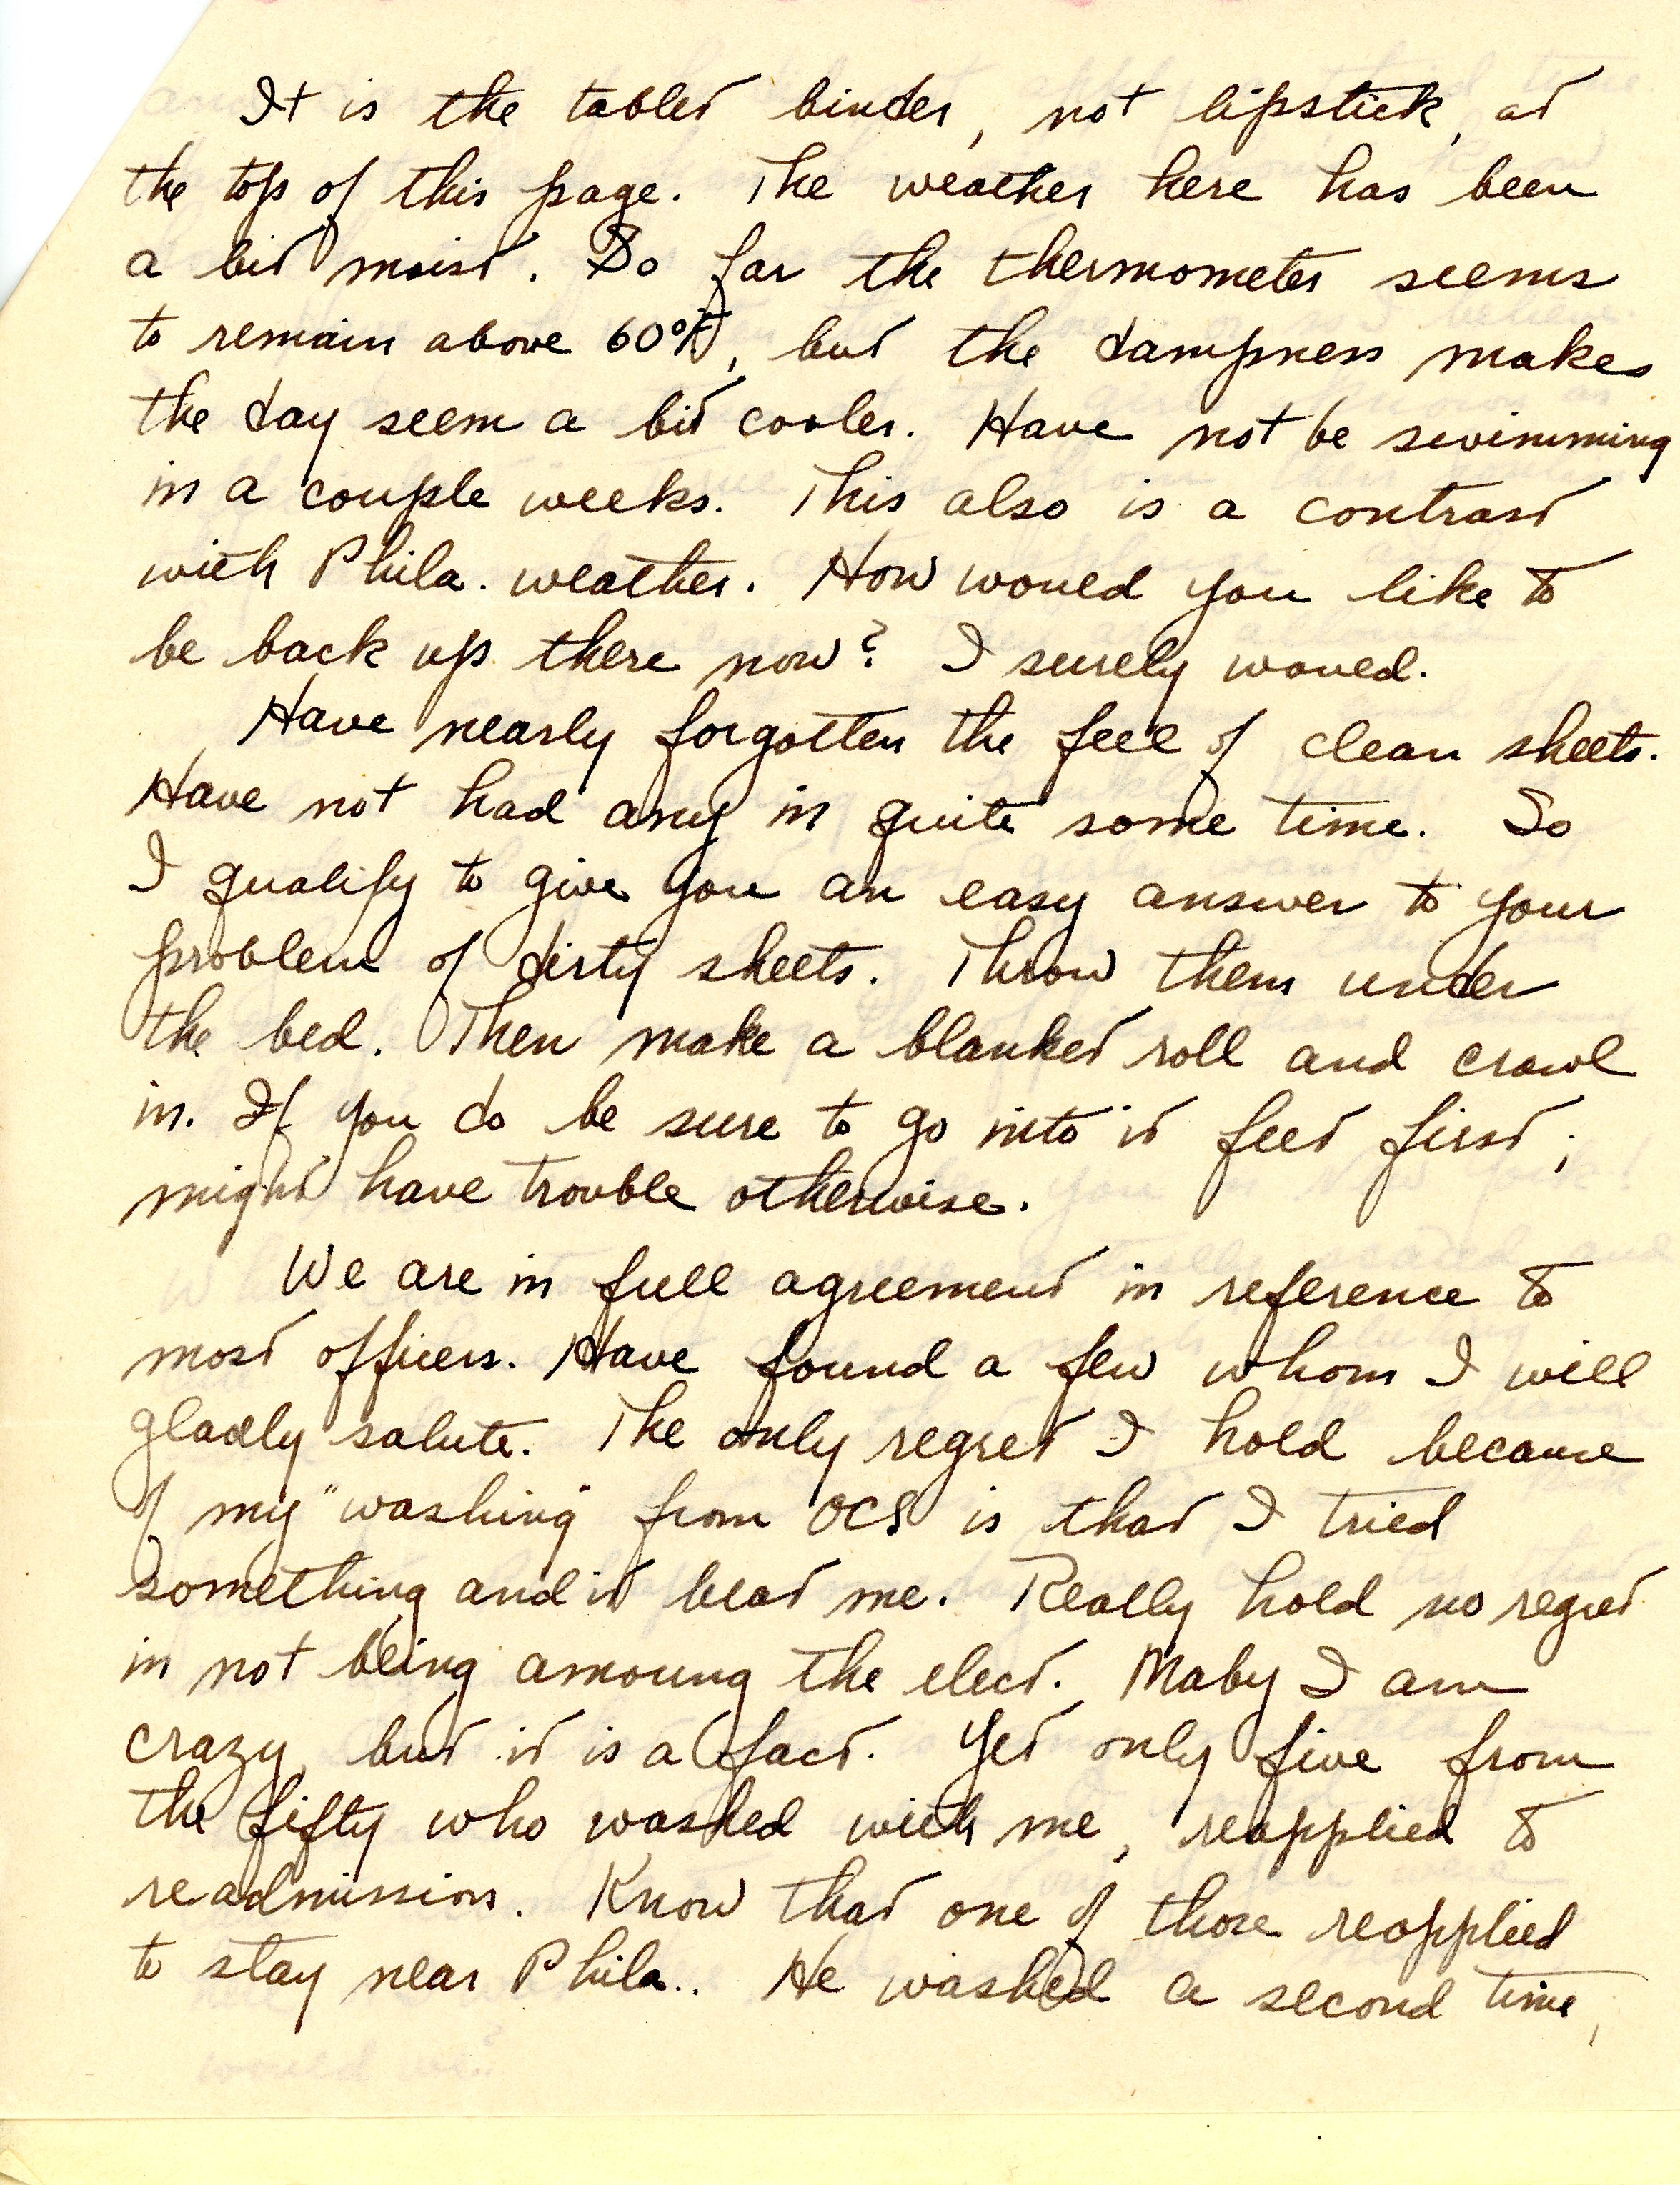 It is the tablet binder, not lipstick, at
the top of this page. The weather here has been
a bit moist. So far the thermometer seems
to remain above 60°F, but the dampness makes
the day seem a bit cooler. Have not be swimming
in a couple weeks. This also is a contrast
with Phila. weather. How would you like to
be back up there now? I surely would.
Have nearly forgotten the feel of clean sheets.
Have not had any in quite some time. So
I qualify to give you an easy answer to your
problem of dirty sheets. Throw them under
the bed. Then make a blanket roll and crawl
in. If you do be sure to go into it feet first;
might have trouble otherwise.
We are in full agreement in reference to
most officers. Have found a few whom I will
gladly salute. The only regret I hold because
of my "washing" from OCS is that I tried
something and it beat me. Really hold no regret
in not being amoung the elect. Maby I am
crazy, but it is a fact. Yet only five from
the fifty who washed with me, reapplied to
readmission. Know that one of those reapplied
to stay near Phila.. He washed a second time,